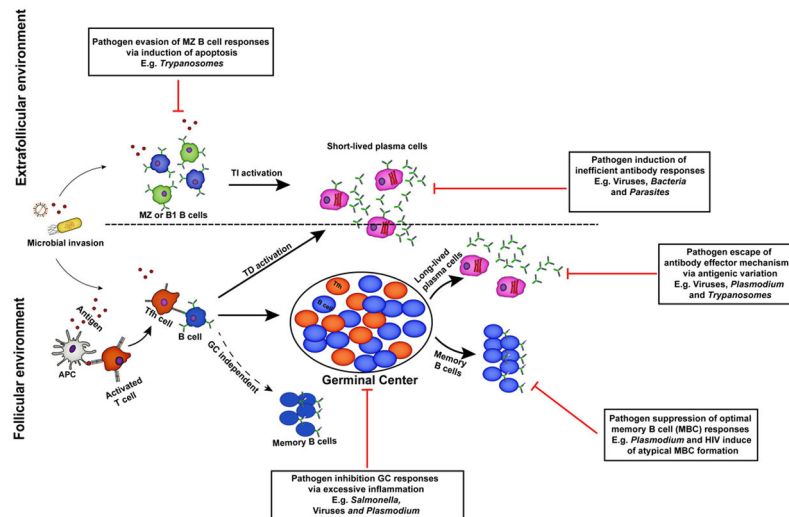 Extrafollicular environment
Follicular environment
Pathogen evasion of MZ B cell responses
via induction of apoptosis
E.g. Trypanosomes
MZ or B1 B cells
TI activation
Short-lived plasma cells
Pathogen induction of
inefficient antibody responses
E.g. Viruses, Bacteria
and Parasites
Microbial invasion
TD activation
Antigen
APC
Activated
T cell
Tfh cell
B cell
GC independent
Memory B cells
Tfh
B cell
Germinal Center
Long-lived
plasma cells
Pathogen escape of
antibody effector mechanism
via antigenic variation
E.g. Viruses, Plasmodium
and Trypanosomes
Memory
B cells
Pathogen suppression of optimal
memory B cell (MBC) responses
E.g. Plasmodium and HIV induce
of atypical MBC formation
Pathogen inhibition GC responses
via excessive inflammation
E.g. Salmonella,
Viruses and Plasmodium